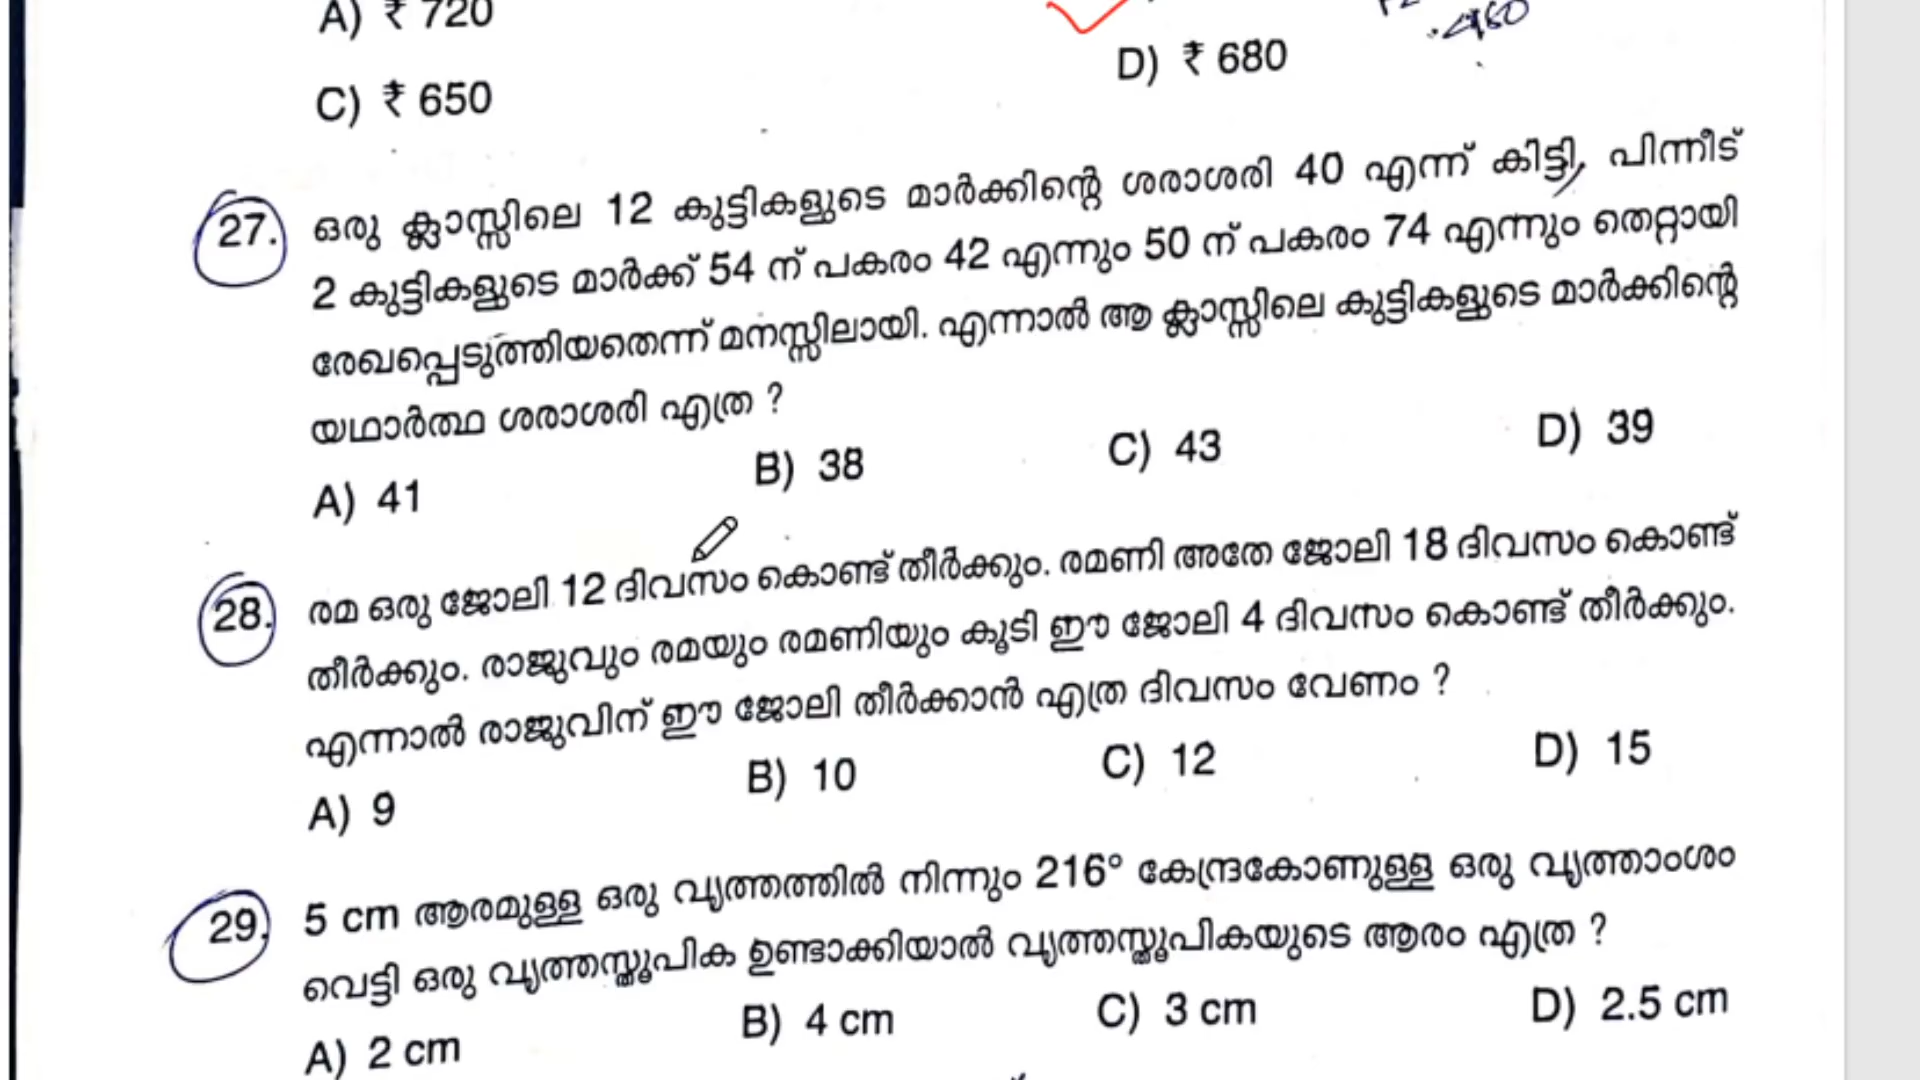 A) ₹ 720
C) ₹ 650
D) ₹ 680
27. ഒരു ക്ലാസ്സിലെ 12 കുട്ടികളുടെ മാർക്കിന്റെ ശരാശരി 40 എന്ന് കിട്ടി, പിന്നീട്
2 കുട്ടികളുടെ മാർക്ക് 54 ന് പകരം 42 എന്നും 50 ന് പകരം 74 എന്നും തെറ്റായി
രേഖപ്പെടുത്തിയതെന്ന് മനസ്സിലായി. എന്നാൽ ആ ക്ലാസ്സിലെ കുട്ടികളുടെ മാർക്കിന്റെ
യഥാർത്ഥ ശരാശരി എത്ര ?
A) 41 B) 38 C) 43 D) 39
28. രമ ഒരു ജോലി 12 ദിവസം കൊണ്ട് തീർക്കും. രമണി അതേ ജോലി 18 ദിവസം കൊണ്ട്
തീർക്കും. രാജുവും രമയും രമണിയും കൂടി ഈ ജോലി 4 ദിവസം കൊണ്ട് തീർക്കും.
എന്നാൽ രാജുവിന് ഈ ജോലി തീർക്കാൻ എത്ര ദിവസം വേണം ?
A) 9 B) 10 C) 12 D) 15
29. 5 cm ആരമുള്ള ഒരു വൃത്തത്തിൽ നിന്നും 216° കേന്ദ്രകോണുള്ള ഒരു വൃത്താംശം
വെട്ടി ഒരു വൃത്തസ്തൂപിക ഉണ്ടാക്കിയാൽ വൃത്തസ്തൂപികയുടെ ആരം എത്ര ?
A) 2 cm B) 4 cm C) 3 cm D) 2.5 cm